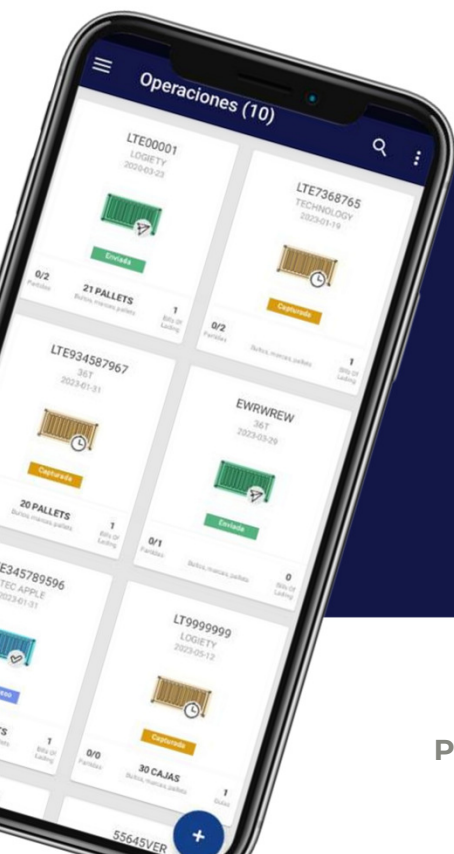 Operaciones (10)
LTE00001
LOGIETY
2020-03-23
Enviada
0/2
Partidas
21 PALLETS
Bultos, marcas, pallets
1
Bills Of
Lading
LTE7368765
TECHNOLOGY
2023-01-19
Capturada
0/2
Partidas
Bultos, marcas, pallets
1
Bills Of
Lading
LTE934587967
36T
2023-01-31
Capturada
20 PALLETS
Bultos, marcas, pallets
1
Bills Of
Lading
EWRWREW
36T
2023-03-29
Enviada
0/1
Partidas
Bultos, marcas, pallets
0
Bills Of
Lading
E345789596
TEC APPLE
2023-01-31
1
Bills Of
Lading
LT9999999
LOGIETY
2023-05-12
Capturada
0/0
Partidas
30 CAJAS
Bultos, marcas, pallets
1
Guias
55645VER
+
P